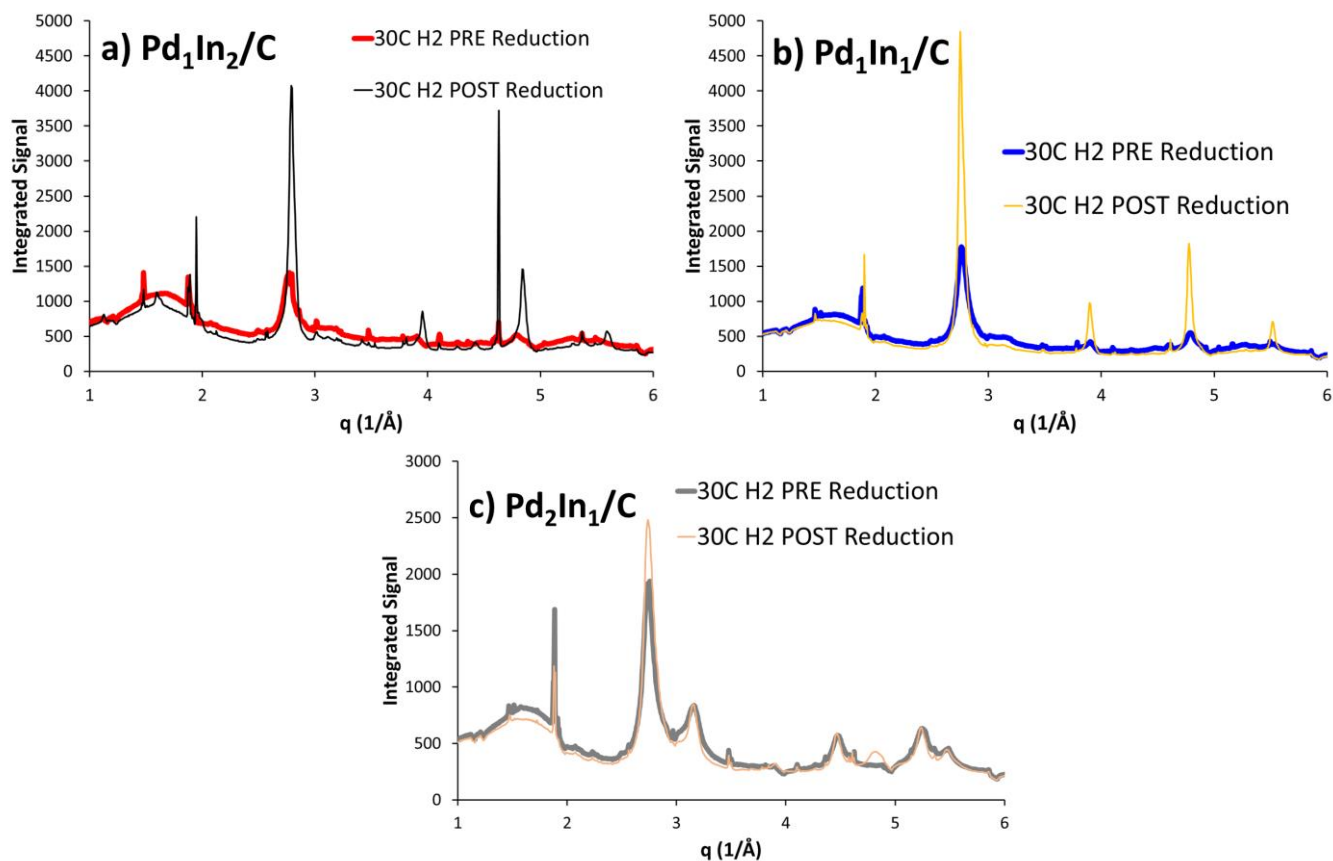 a) Pd₁In₂/C
30C H2 PRE Reduction
30C H2 POST Reduction
Integrated Signal
5000
4500
4000
3500
3000
2500
2000
1500
1000
500
0
1 2 3 4 5 6
q (1/Å)
b) Pd₁In₁/C
30C H2 PRE Reduction
30C H2 POST Reduction
Integrated Signal
5000
4500
4000
3500
3000
2500
2000
1500
1000
500
0
1 2 3 4 5 6
q (1/Å)
c) Pd₂In₁/C
30C H2 PRE Reduction
30C H2 POST Reduction
Integrated Signal
3000
2500
2000
1500
1000
500
0
1 2 3 4 5 6
q (1/Å)